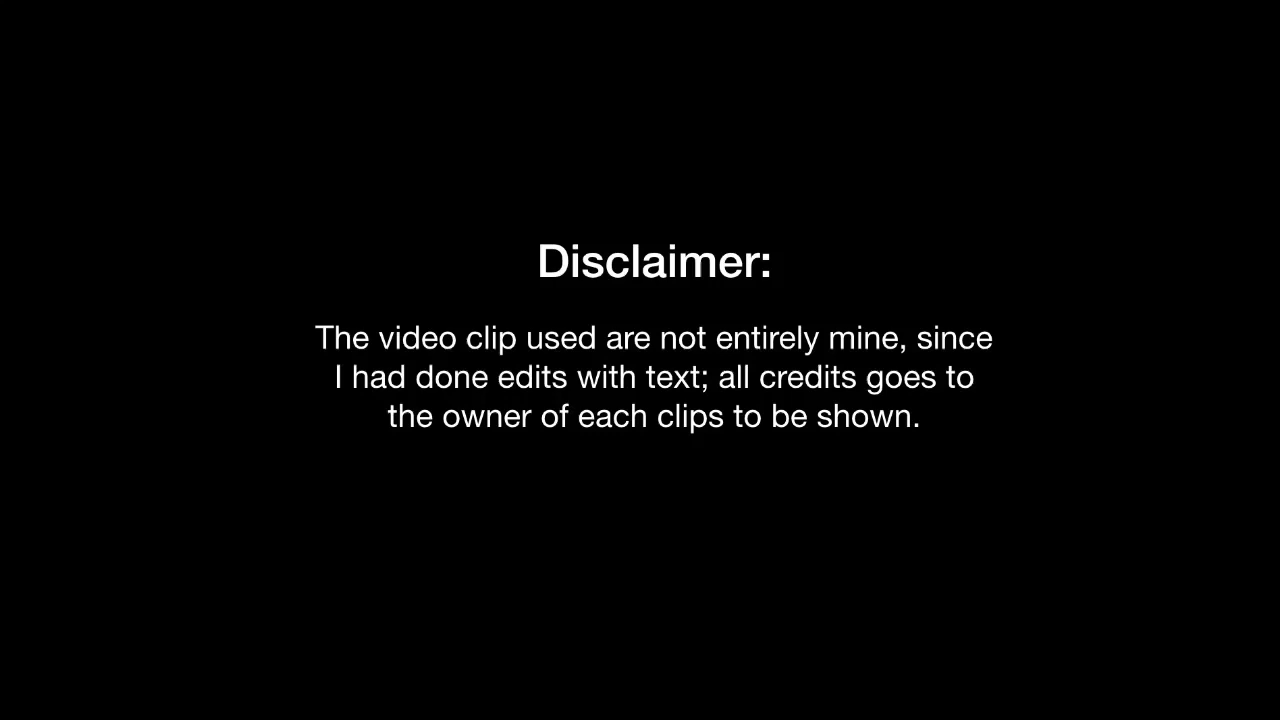 Disclaimer:
The video clip used are not entirely mine, since
I had done edits with text; all credits goes to
the owner of each clips to be shown.